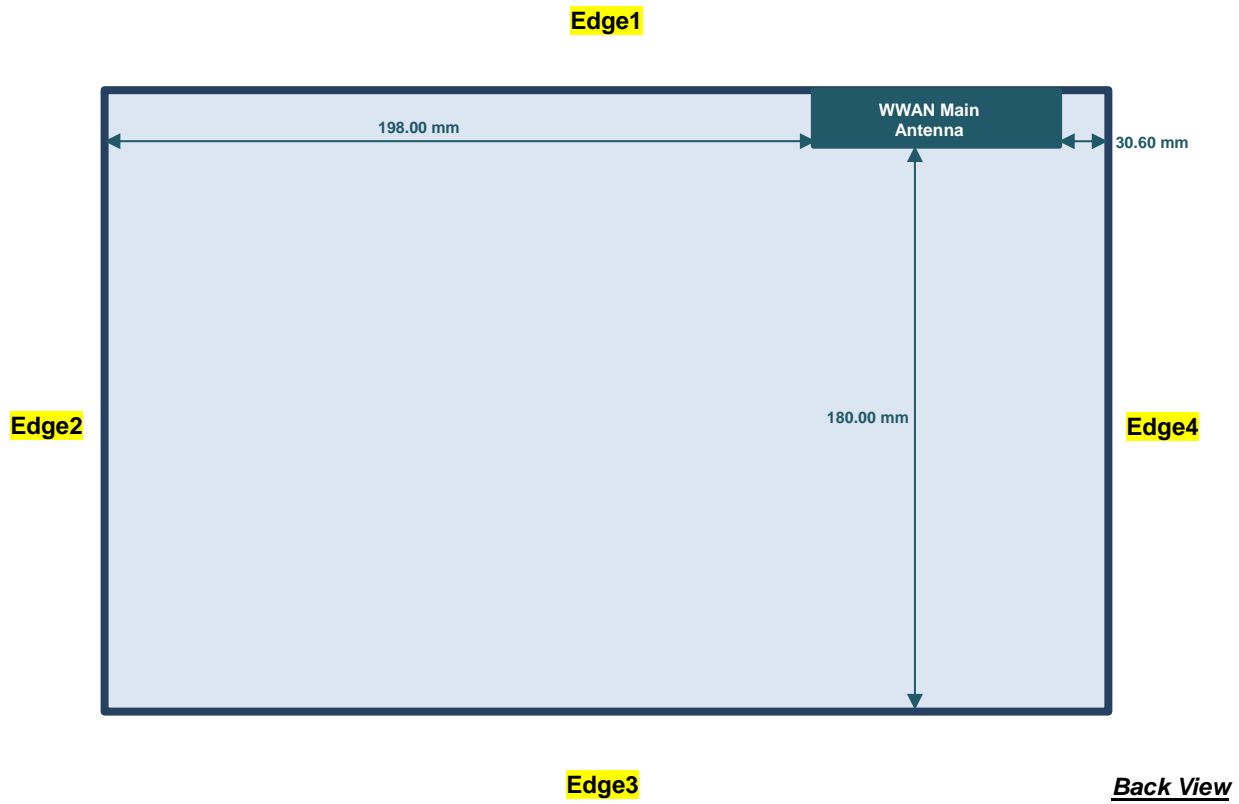 Edge1
WWAN Main
Antenna
198.00 mm
30.60 mm
180.00 mm
Edge2
Edge4
Edge3
Back View